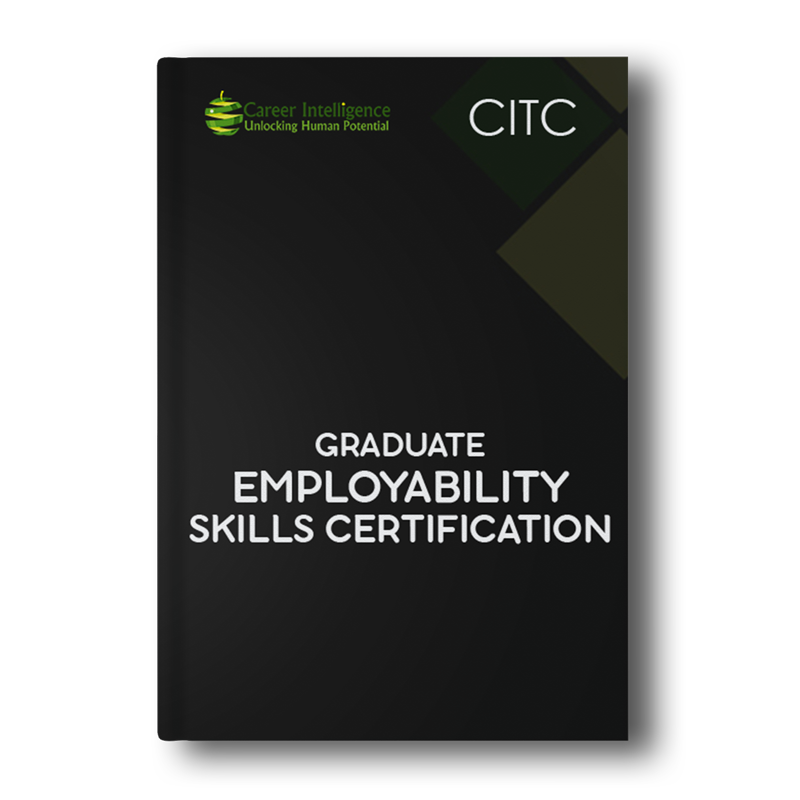 Career Intelligence
Unlocking Human Potential
CITC
GRADUATE
EMPLOYABILITY
SKILLS CERTIFICATION